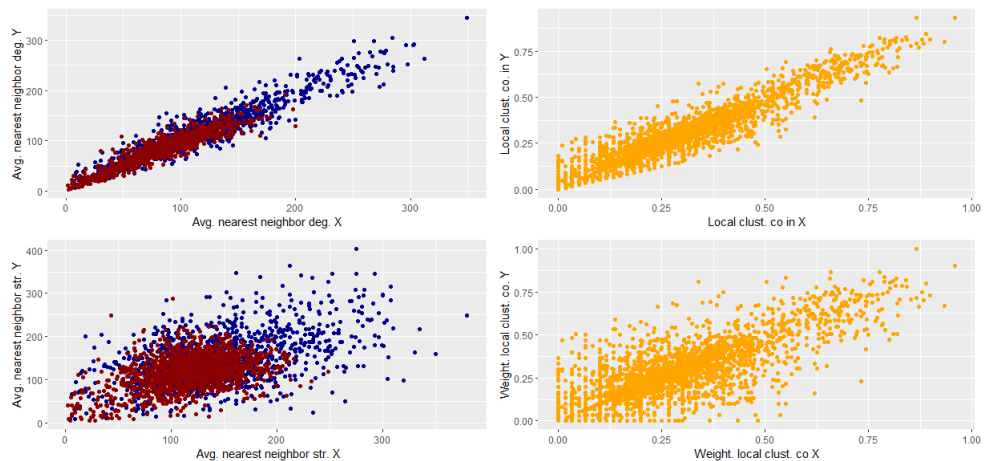 Avg. nearest neighbor deg. Y
300
200
100
0
0 100 200 300
Avg. nearest neighbor deg. X
Local clust. co. in Y
0.75
0.50
0.25
0.00
0.00 0.25 0.50 0.75 1.00
Local clust. co in X
Avg. nearest neighbor str. Y
400
300
200
100
0
0 100 200 300
Avg. nearest neighbor str. X
Weight. local clust. co. Y
1.00
0.75
0.50
0.25
0.00
0.00 0.25 0.50 0.75 1.00
Weight. local clust. co X